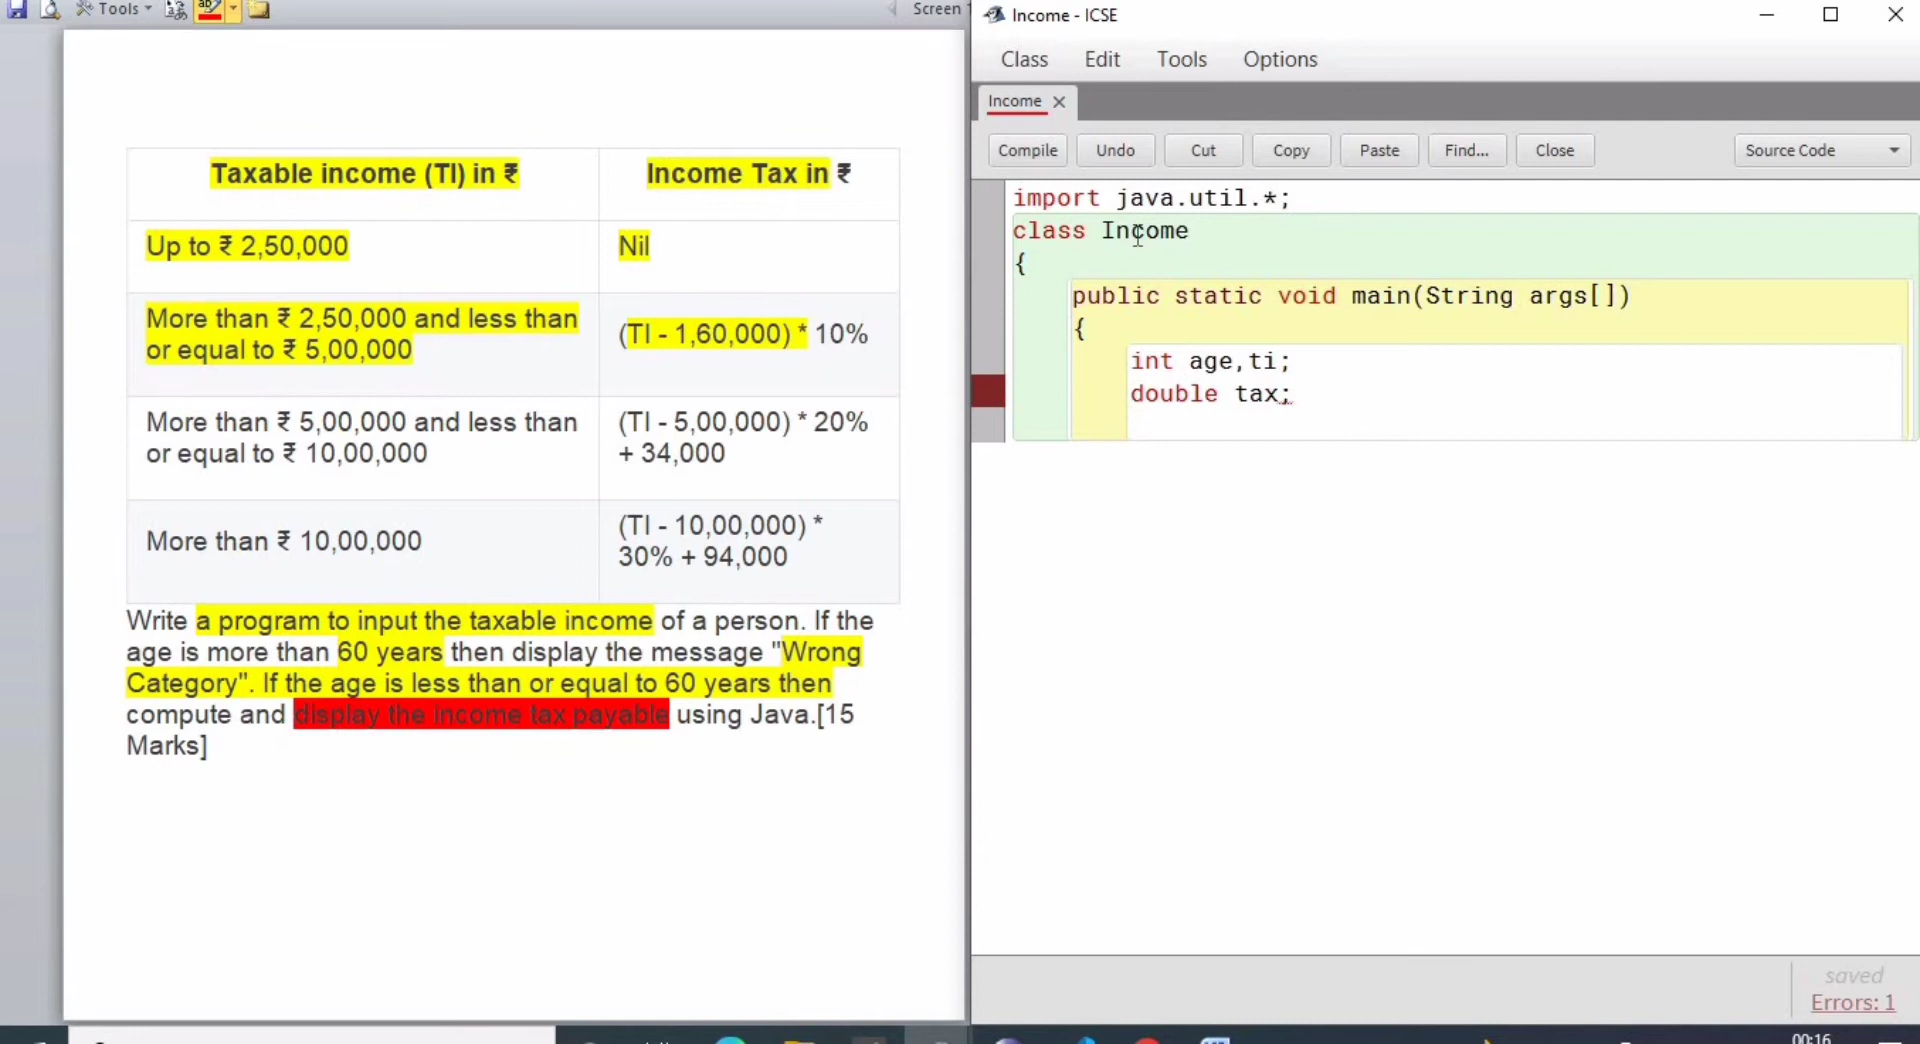 Tools
Screen
Taxable income (TI) in ₹
Income Tax in ₹
Up to ₹ 2,50,000
Nil
More than ₹ 2,50,000 and less than
or equal to ₹ 5,00,000
(TI - 1,60,000) * 10%
More than ₹ 5,00,000 and less than
or equal to ₹ 10,00,000
(TI - 5,00,000) * 20%
+ 34,000
More than ₹ 10,00,000
(TI - 10,00,000) *
30% + 94,000
Write a program to input the taxable income of a person. If the
age is more than 60 years then display the message "Wrong
Category". If the age is less than or equal to 60 years then
compute and display the income tax payable using Java.[15
Marks]
Income - ICSE
Class Edit Tools Options
Income
Compile Undo Cut Copy Paste Find... Close Source Code
import java.util.*;
class Income
{
public static void main(String args[])
{
int age,ti;
double tax;
saved
Errors: 1
00:16